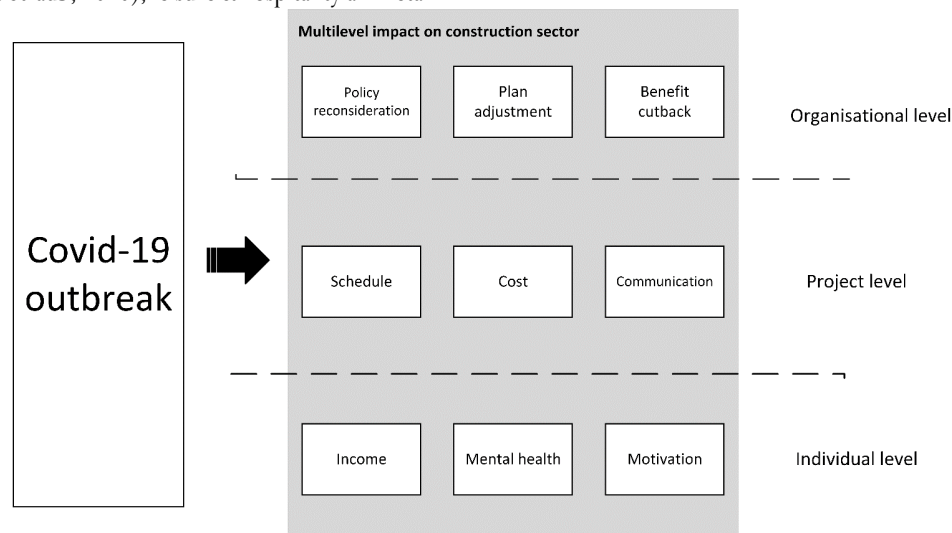 Multilevel impact on construction sector
Policy
reconsideration
Plan
adjustment
Benefit
cutback
Organisational level
Covid-19
outbreak
Schedule
Cost
Communication
Project level
Income
Mental health
Motivation
Individual level